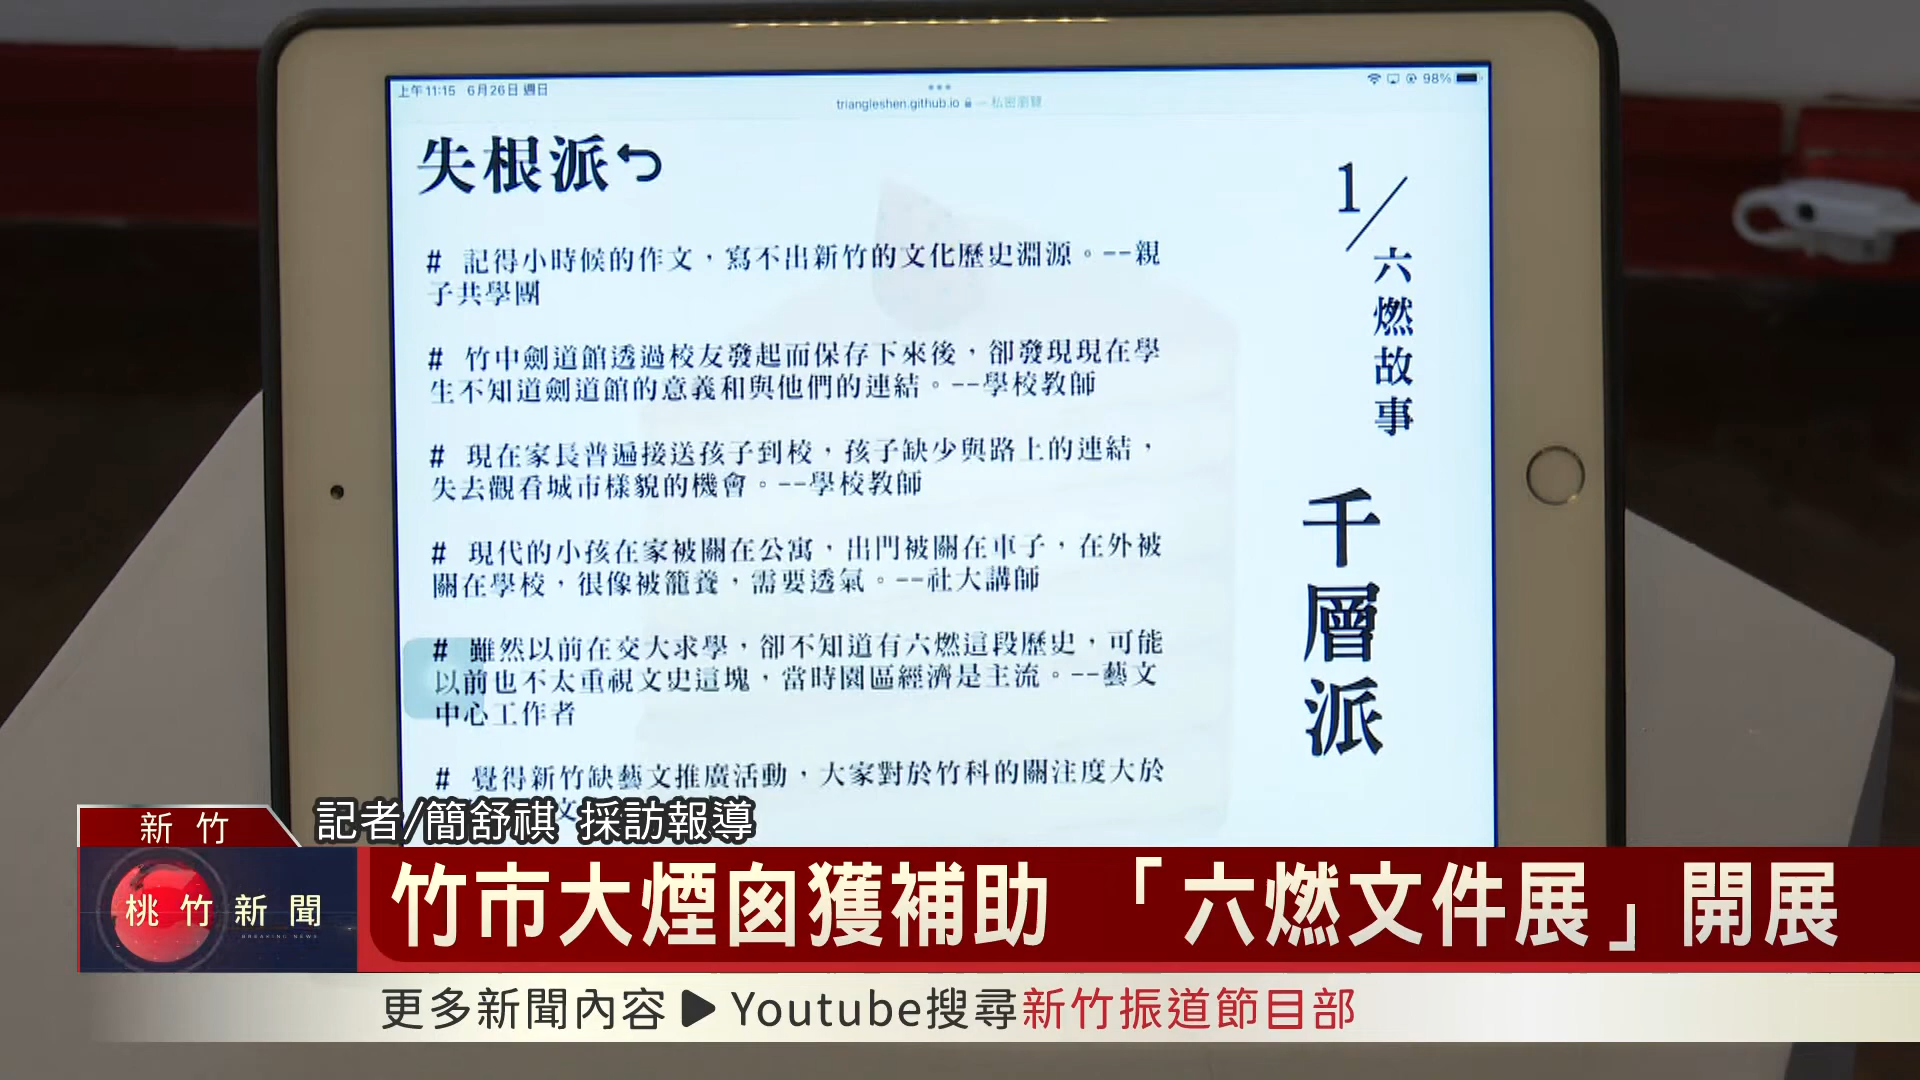 上午11:15 6月26日 週日
98%
triangleshen.github.io — 私密瀏覽
失根派
# 記得小時候的作文，寫不出新竹的文化歷史淵源。--親
子共學團
# 竹中劍道館透過校友發起而保存下來後，卻發現現在學
生不知道劍道館的意義和與他們的連結。--學校教師
# 現在家長普遍接送孩子到校，孩子缺少與路上的連結，
失去觀看城市樣貌的機會。--學校教師
# 現代的小孩在家被關在公寓，出門被關在車子，在外被
關在學校，很像被籠養，需要透氣。--社大講師
# 雖然以前在交大求學，卻不知道有六燃這段歷史，可能
以前也不太重視文史這塊，當時園區經濟是主流。--藝文
中心工作者
# 覺得新竹缺藝文推廣活動，大家對於竹科的關注度大於
文
1/六燃故事
千層派
新竹
記者/簡舒祺 採訪報導
桃竹新聞
BREAKING NEWS
竹市大煙囪獲補助 「六燃文件展」開展
更多新聞內容▶Youtube搜尋新竹振道節目部